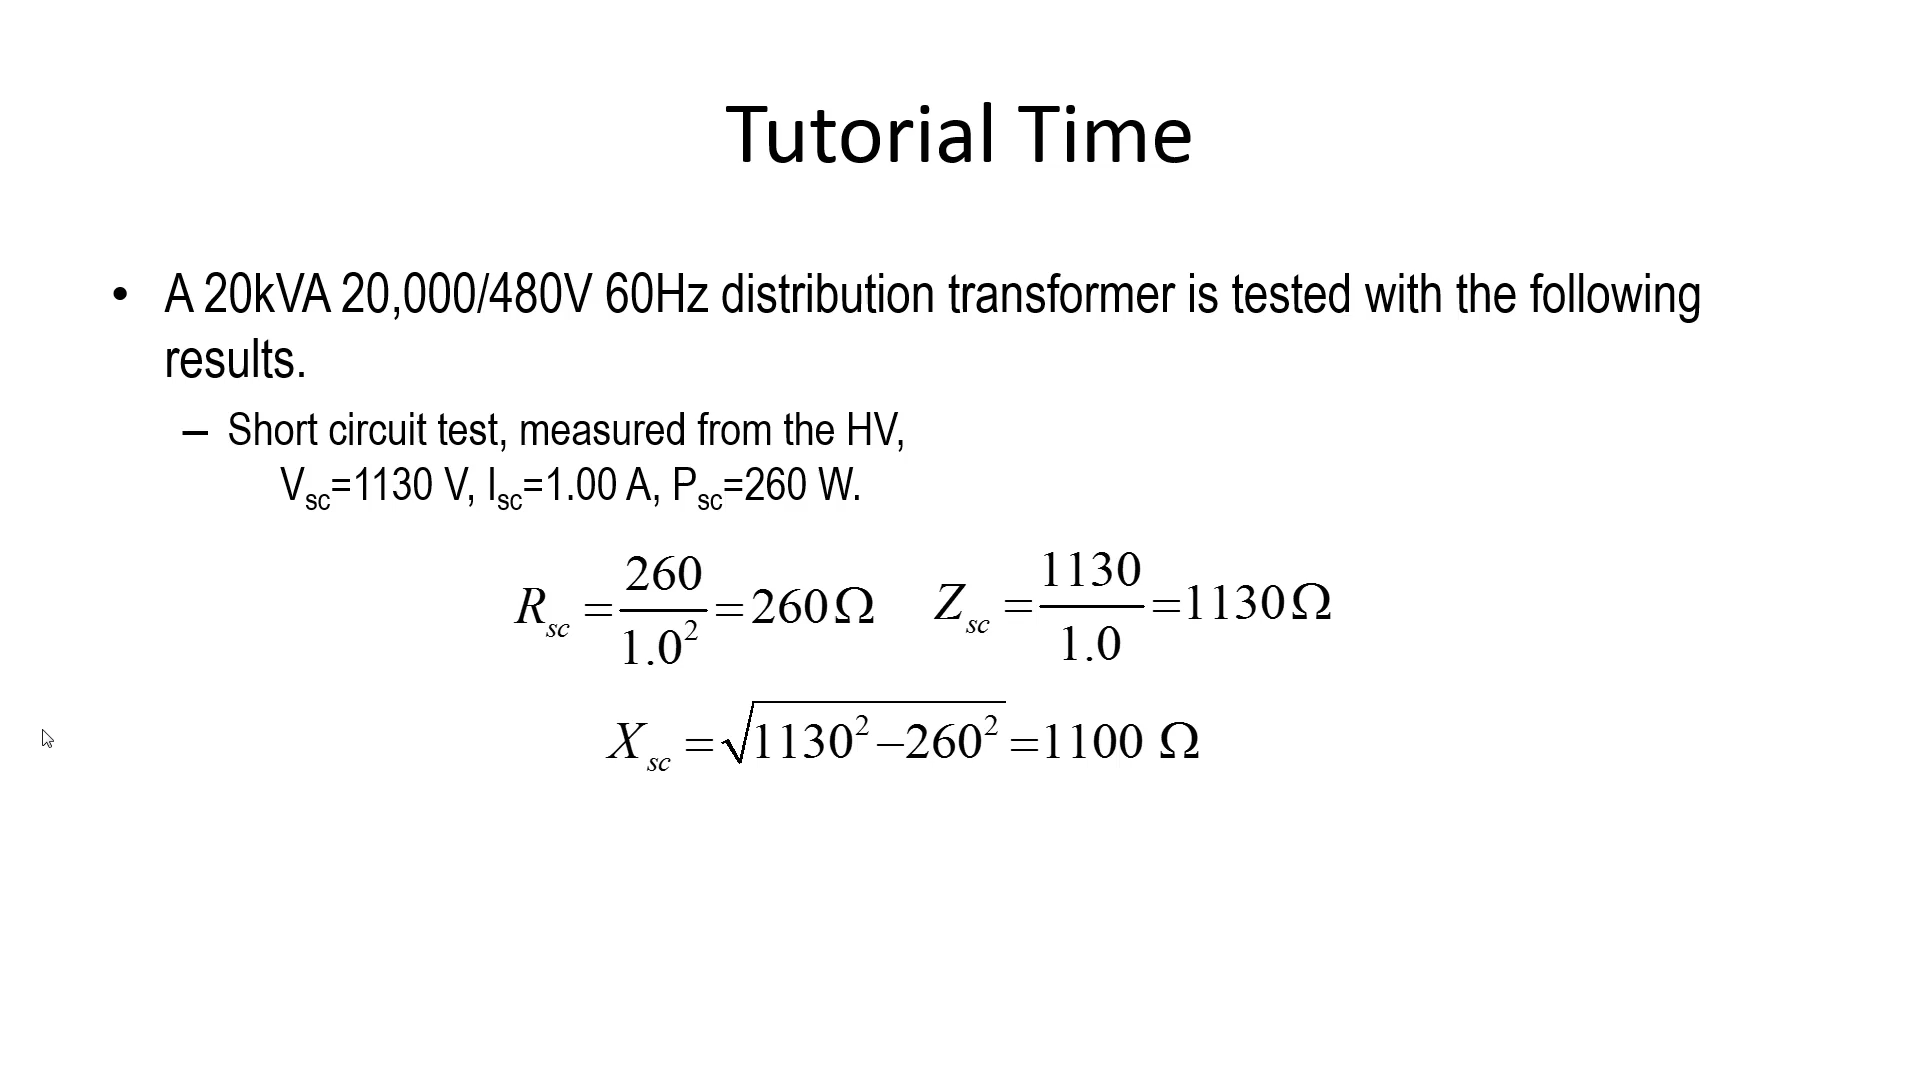 Tutorial Time
• A 20kVA 20,000/480V 60Hz distribution transformer is tested with the following
results.
– Short circuit test, measured from the HV,
V_sc=1130 V, I_sc=1.00 A, P_sc=260 W.
R_sc = 260/1.0² = 260 Ω   Z_sc = 1130/1.0 = 1130 Ω
X_sc = √(1130² – 260²) = 1100 Ω